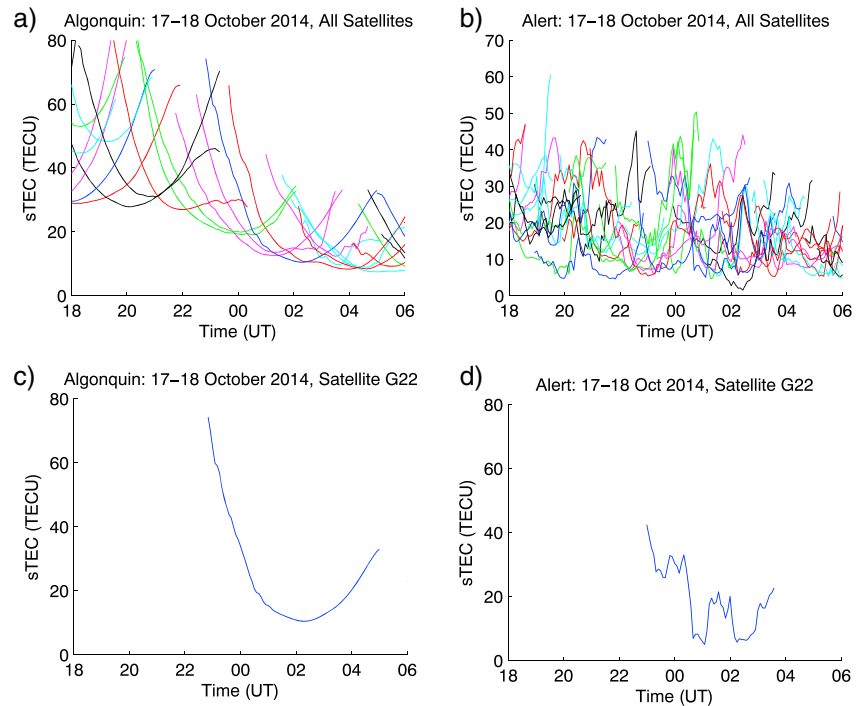 a)
Algonquin: 17–18 October 2014, All Satellites
80
60
40
20
0
sTEC (TECU)
18 20 22 00 02 04 06
Time (UT)
b)
Alert: 17–18 October 2014, All Satellites
70
60
50
40
30
20
10
0
sTEC (TECU)
18 20 22 00 02 04 06
Time (UT)
c)
Algonquin: 17–18 October 2014, Satellite G22
80
60
40
20
0
sTEC (TECU)
18 20 22 00 02 04 06
Time (UT)
d)
Alert: 17–18 Oct 2014, Satellite G22
80
60
40
20
0
sTEC (TECU)
18 20 22 00 02 04 06
Time (UT)